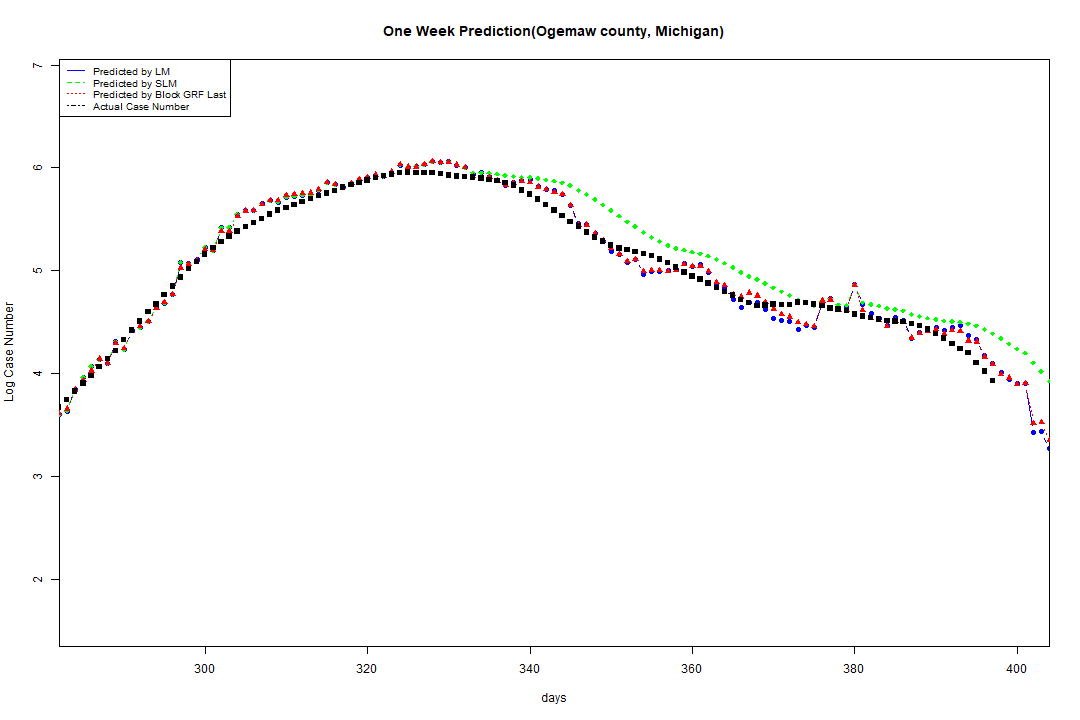 One Week Prediction(Ogemaw county, Michigan)
Predicted by LM
Predicted by SLM
Predicted by Block GRF Last
Actual Case Number
Log Case Number
7
6
5
4
3
2
300 320 340 360 380 400
days